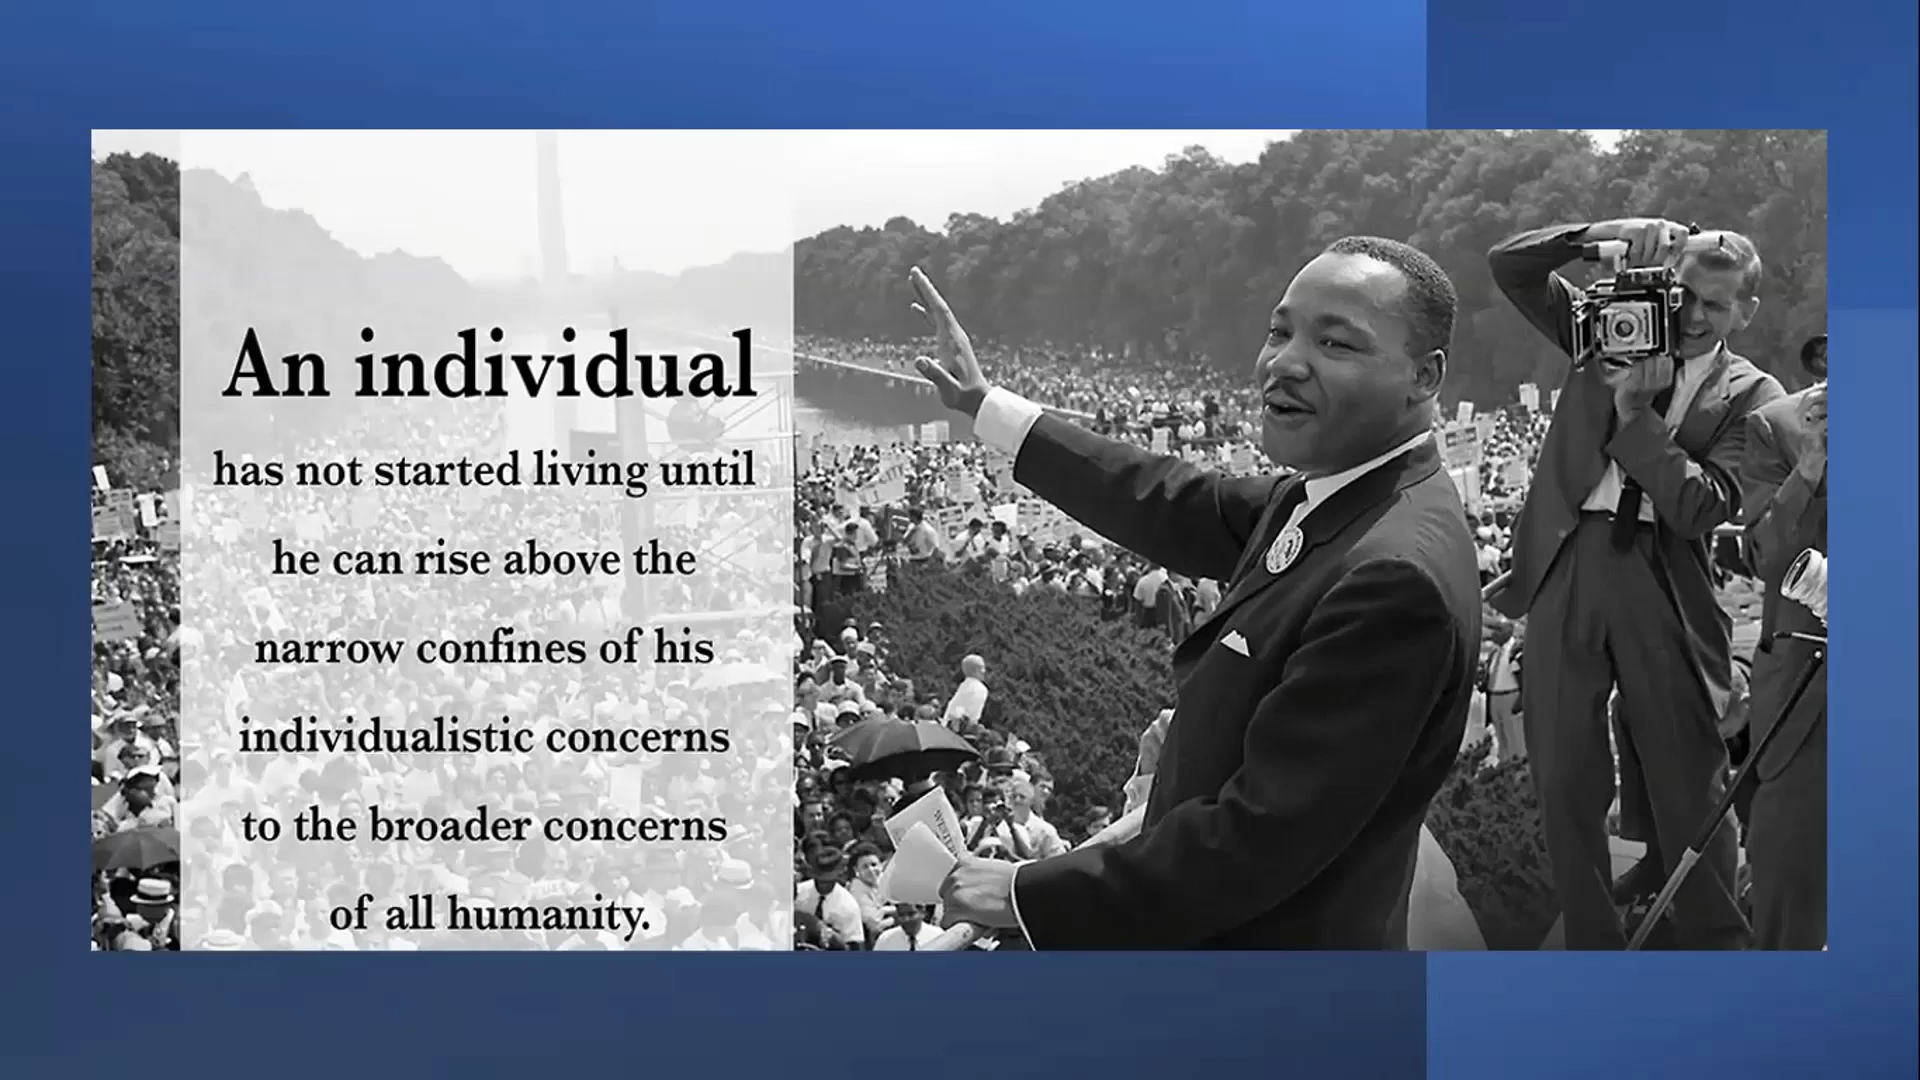 An individual
has not started living until
he can rise above the
narrow confines of his
individualistic concerns
to the broader concerns
of all humanity.